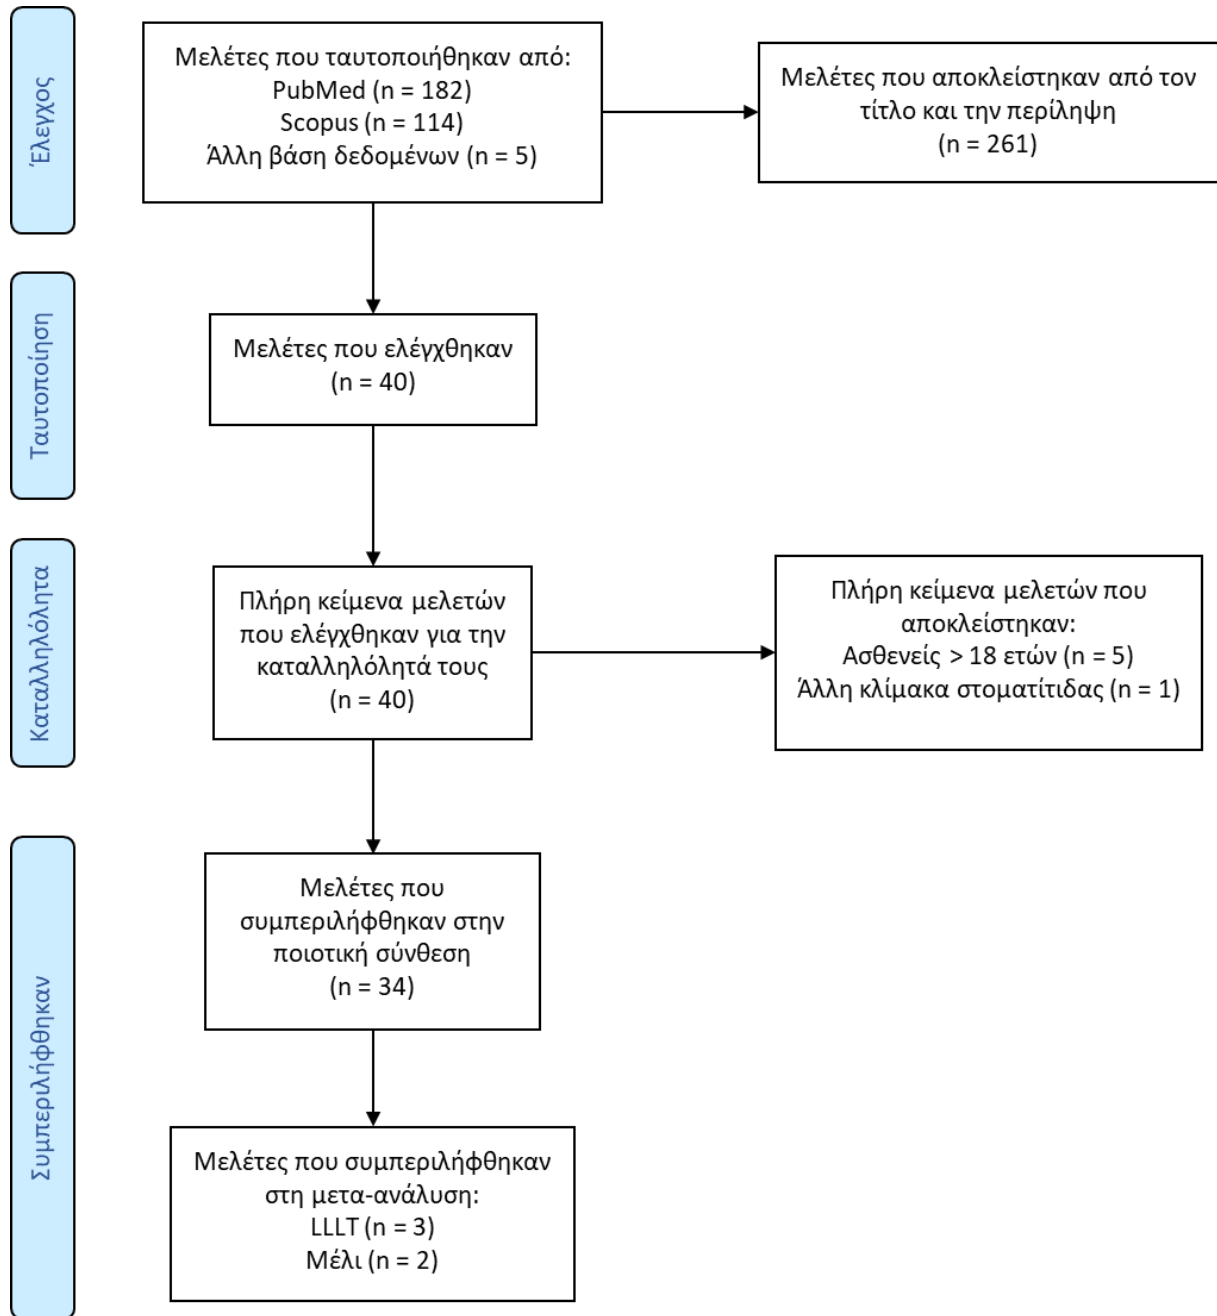 Έλεγχος
Μελέτες που ταυτοποιήθηκαν από:
PubMed (n = 182)
Scopus (n = 114)
Άλλη βάση δεδομένων (n = 5)
Μελέτες που αποκλείστηκαν από τον
τίτλο και την περίληψη
(n = 261)
Ταυτοποίηση
Μελέτες που ελέγχθηκαν
(n = 40)
Καταλληλόλητα
Πλήρη κείμενα μελετών
που ελέγχθηκαν για την
καταλληλόλητά τους
(n = 40)
Πλήρη κείμενα μελετών που
αποκλείστηκαν:
Ασθενείς > 18 ετών (n = 5)
Άλλη κλίμακα στοματίτιδας (n = 1)
Συμπεριλήφθηκαν
Μελέτες που
συμπεριλήφθηκαν στην
ποιοτική σύνθεση
(n = 34)
Μελέτες που συμπεριλήφθηκαν
στη μετα-ανάλυση:
LLLT (n = 3)
Μέλι (n = 2)